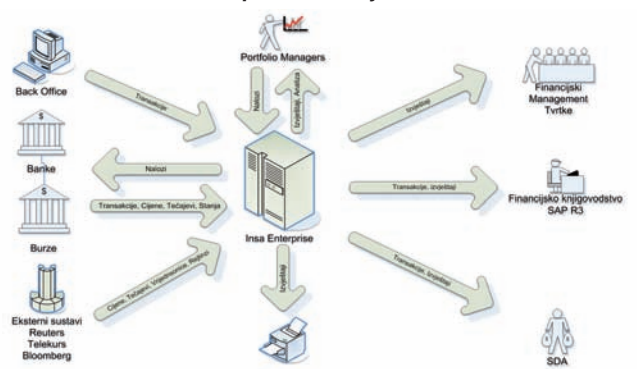 Portfolio Managers
Back Office
Transakcije
Nalozi
Izvještaji, Analiza
Izvještaji
Financijski
Management
Tvrtke
$
Banke
Nalozi
Transakcije, Izvještaji
Financijsko knjigovodstvo
SAP R3
$
Transakcije, Cijene, Tečajevi, Stanja
Burze
Insa Enterprise
Cijene, Tečajevi, Vrijednosnice, Rejtinzi
Izvještaji
Transakcije, Izvještaji
Eksterni sustavi
Reuters
Telekurs
Bloomberg
SDA